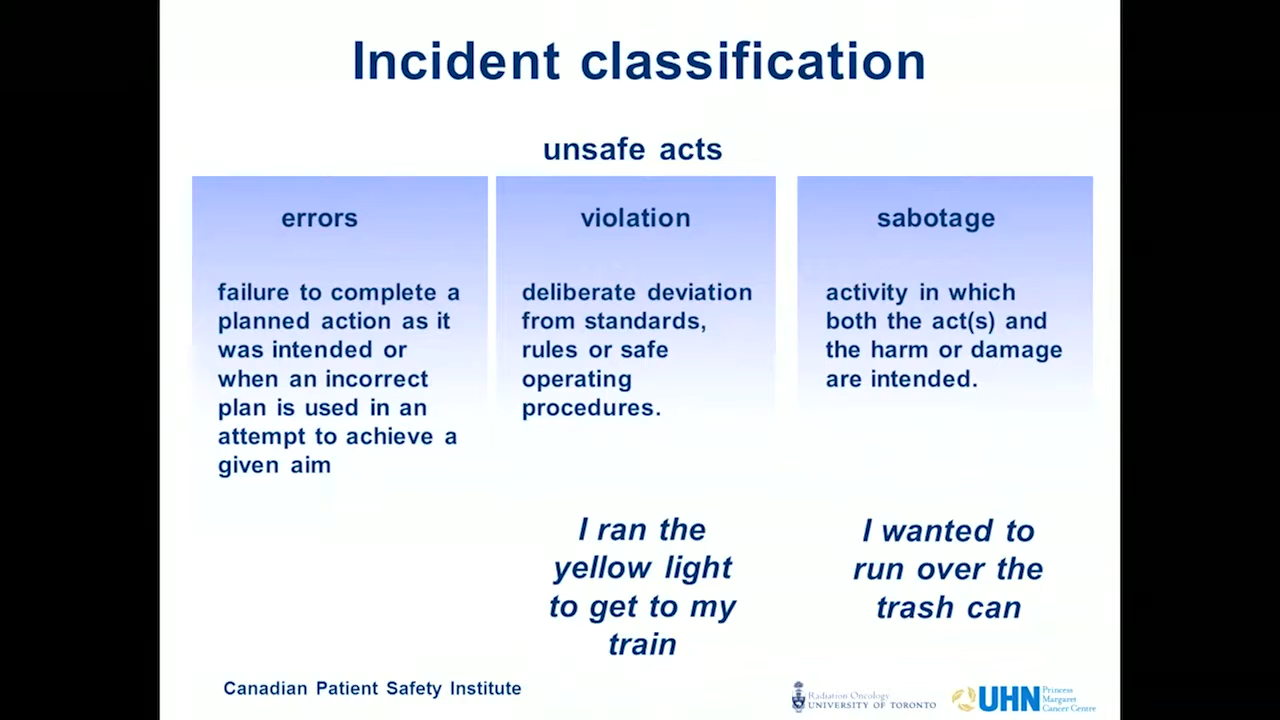 Incident classification
unsafe acts
errors
failure to complete a
planned action as it
was intended or
when an incorrect
plan is used in an
attempt to achieve a
given aim
violation
deliberate deviation
from standards,
rules or safe
operating
procedures.
I ran the
yellow light
to get to my
train
sabotage
activity in which
both the act(s) and
the harm or damage
are intended.
I wanted to
run over the
trash can
Canadian Patient Safety Institute
Radiation Oncology
UNIVERSITY OF TORONTO
UHN
Princess
Margaret
Cancer Centre